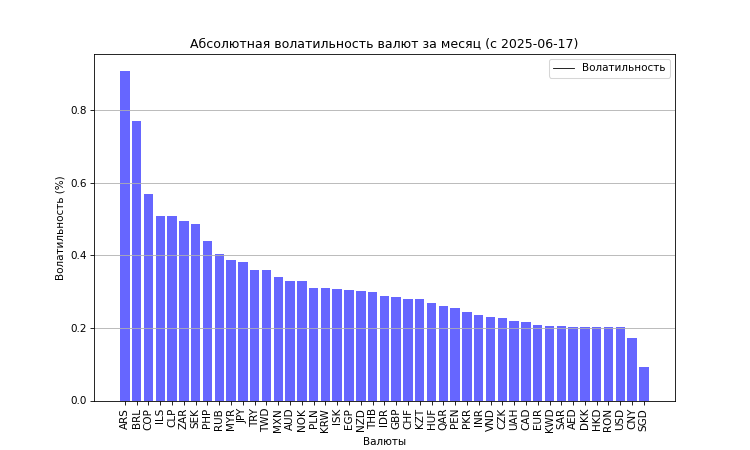 Абсолютная волатильность валют за месяц (с 2025-06-17)
Волатильность
Волатильность (%)
0.8
0.6
0.4
0.2
0.0
ARS BRL COP ILS CLP ZAR SEK PHP RUB MYR JPY TRY TWD MXN AUD NOK PLN KRW ISK EGP NZD THB IDR GBP CHF KZT HUF QAR PEN PKR INR VND CZK UAH CAD EUR KWD SAR AED DKK HKD RON USD CNY SGD
Валюты